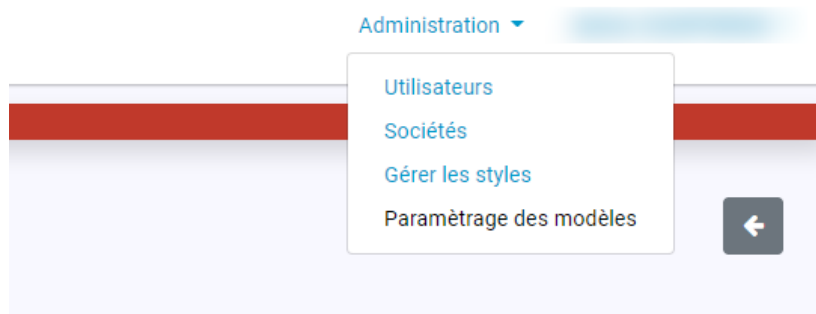 Administration
Utilisateurs
Sociétés
Gérer les styles
Paramètrage des modèles